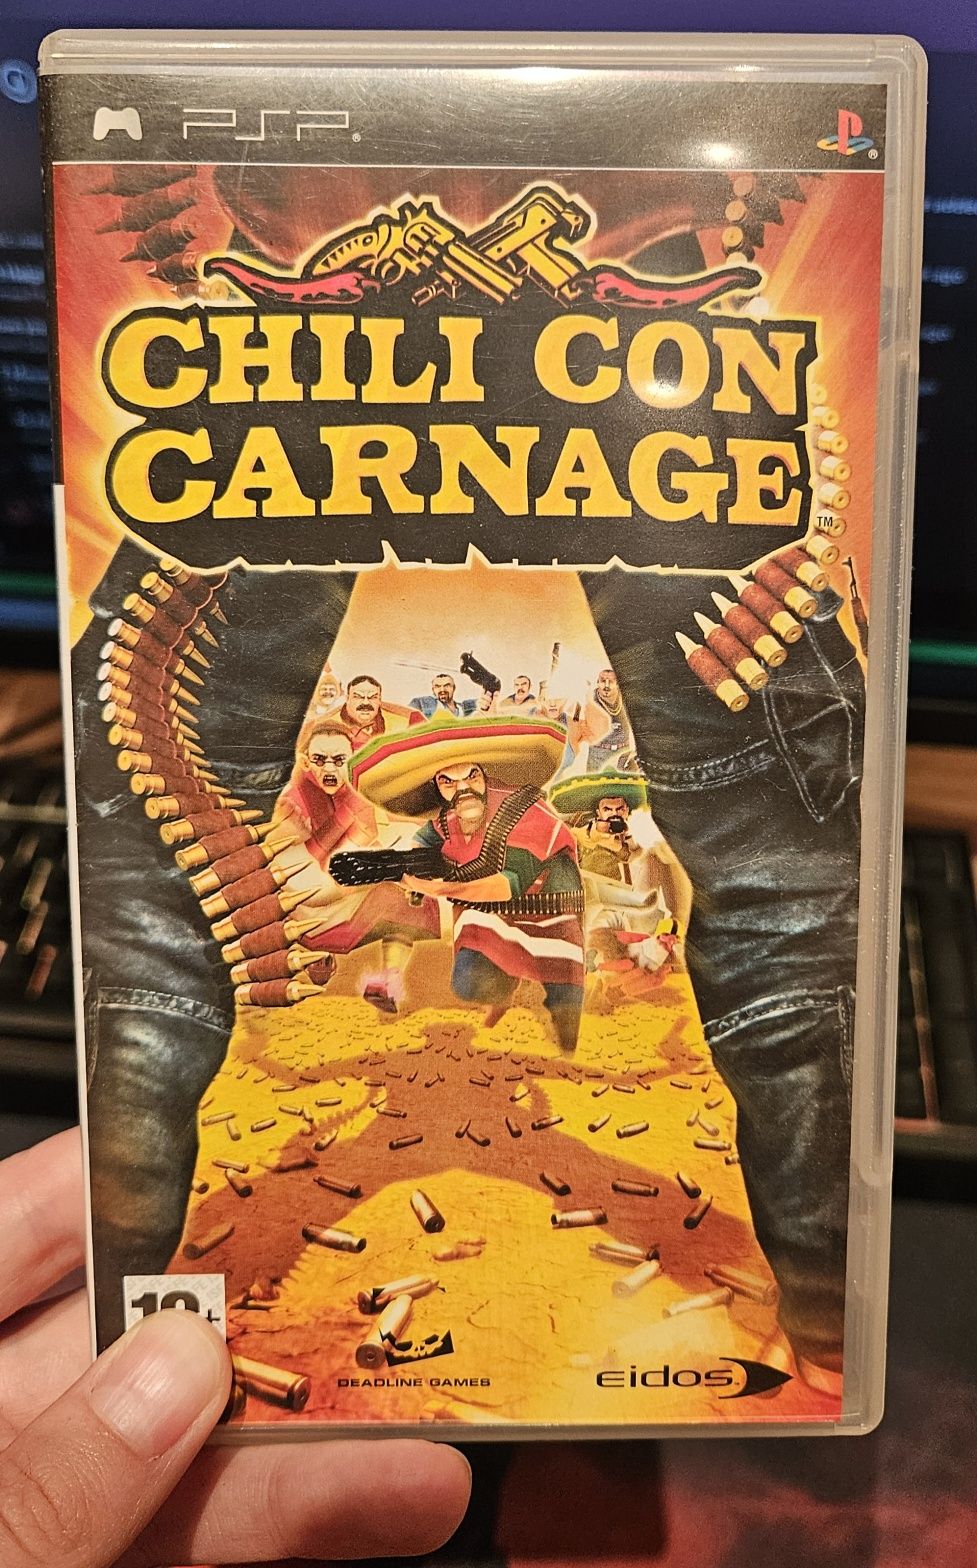 PSP®
®
CHILI CON
CARNAGE
TM
DEADLINE GAMES
eidos